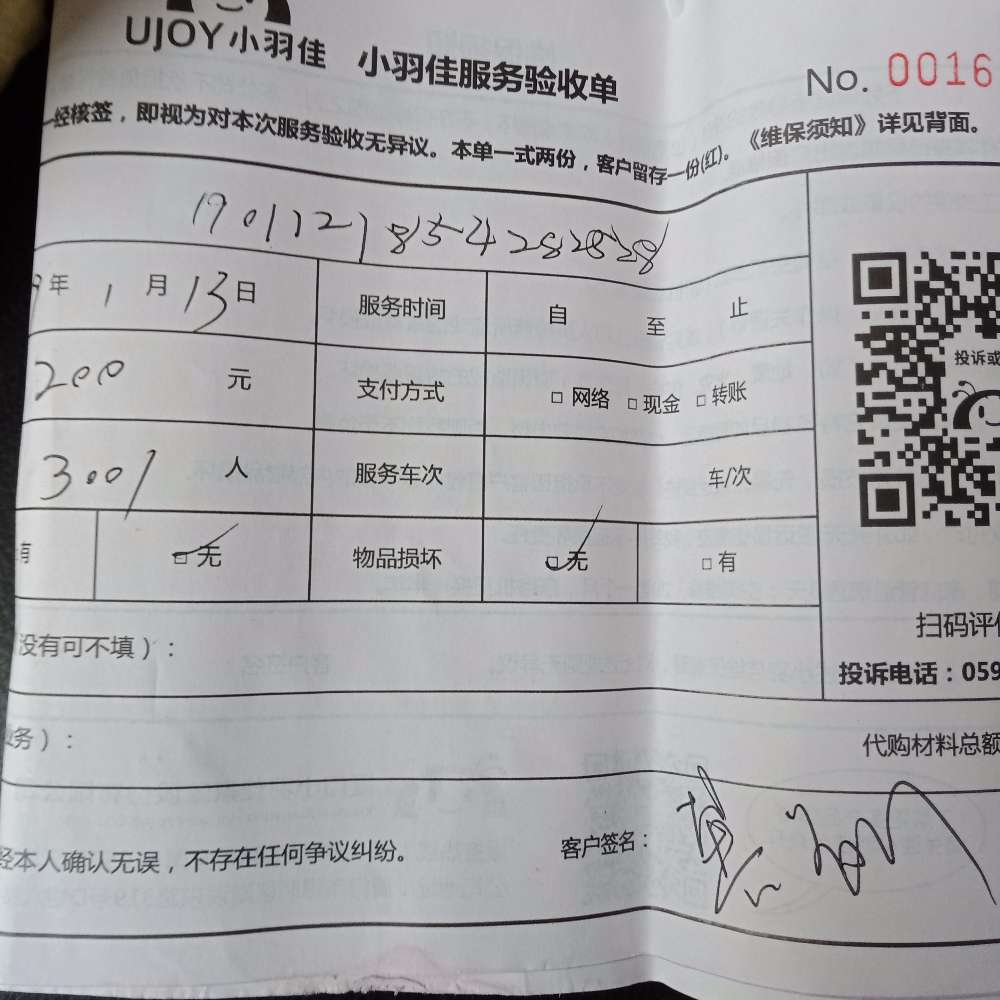 UJOY小羽佳 小羽佳服务验收单 No. 0016
一经接签，即视为对本次服务验收无异议。本单一式两份，客户留存一份(红)。《维保须知》详见背面。
1901121854282828
9年 1 月 13日 服务时间 自 至 止
200 元 支付方式 □ 网络 □ 现金 □ 转账
人 服务车次 车/次
有 □ 无 物品损坏 □ 无 □ 有
投诉或
没有可不填）：
扫码评价
投诉电话：059
业务）：
代购材料总额
经本人确认无误，不存在任何争议纠纷。 客户签名：